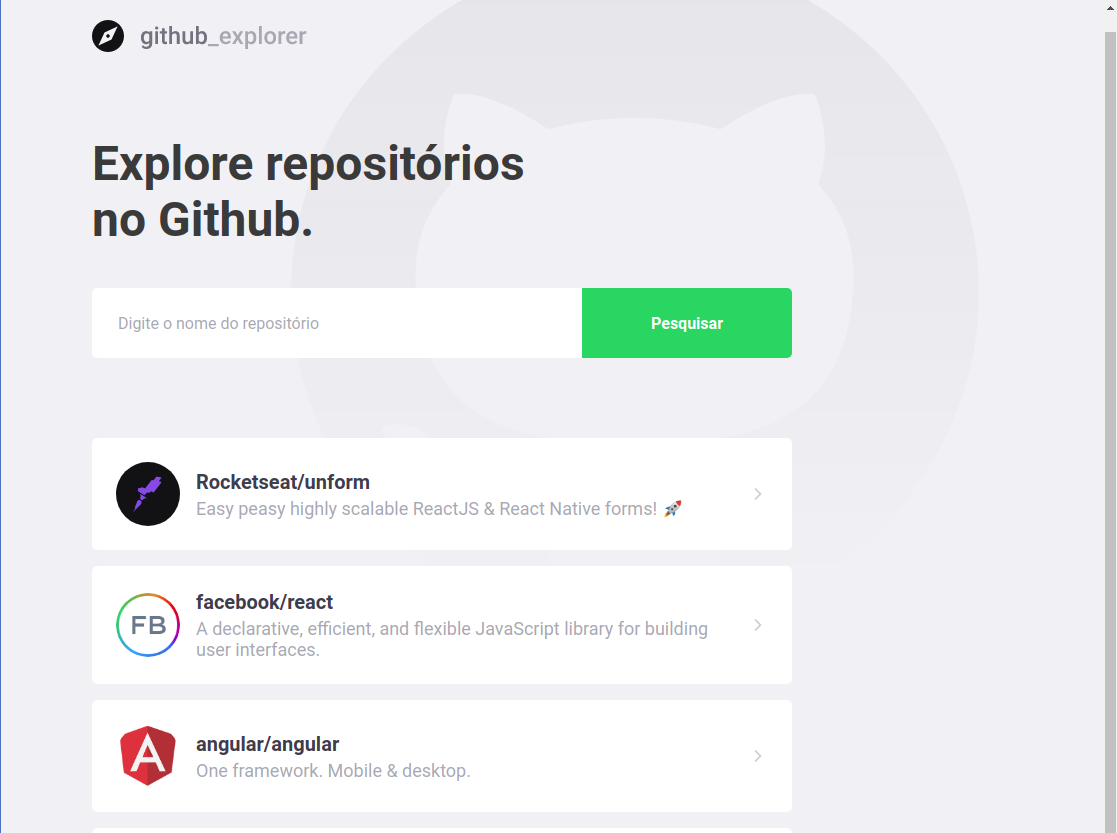 github_explorer
Explore repositórios
no Github.
Digite o nome do repositório
Pesquisar
Rocketseat/unform
Easy peasy highly scalable ReactJS & React Native forms! 🚀
FB
facebook/react
A declarative, efficient, and flexible JavaScript library for building
user interfaces.
A
angular/angular
One framework. Mobile & desktop.